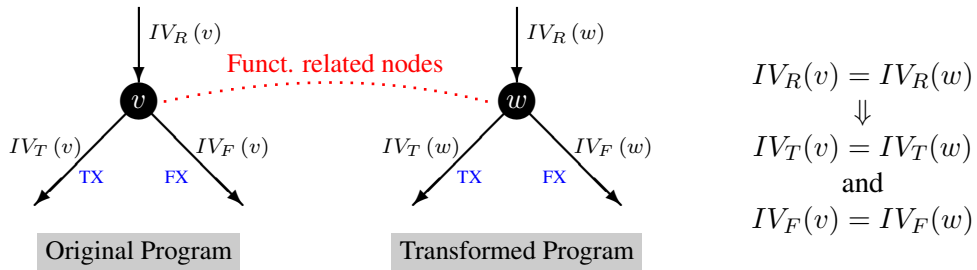 IV_R (v)
IV_R (w)
Funct. related nodes
IV_R(v) = IV_R(w)
v
w
⇓
IV_T (v)
IV_F (v)
IV_T (w)
IV_F (w)
IV_T(v) = IV_T(w)
TX
FX
TX
FX
and
IV_F(v) = IV_F(w)
Original Program
Transformed Program